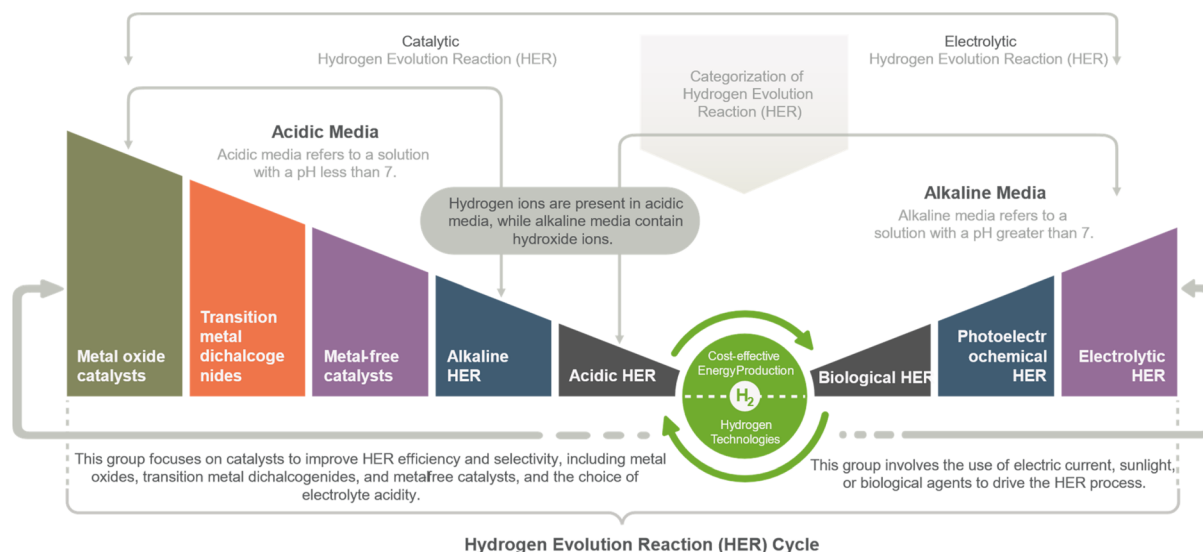 Catalytic
Hydrogen Evolution Reaction (HER)
Electrolytic
Hydrogen Evolution Reaction (HER)
Categorization of
Hydrogen Evolution
Reaction (HER)
Acidic Media
Acidic media refers to a solution
with a pH less than 7.
Hydrogen ions are present in acidic
media, while alkaline media contain
hydroxide ions.
Alkaline Media
Alkaline media refers to a
solution with a pH greater than 7.
Metal oxide
catalysts
Transition
metal
dichalcoge
nides
Metal-free
catalysts
Alkaline
HER
Acidic HER
Cost-effective
EnergyProduction
H2
Hydrogen
Technologies
Biological HER
Photoelectr
ochemical
HER
Electrolytic
HER
This group focuses on catalysts to improve HER efficiency and selectivity, including metal
oxides, transition metal dichalcogenides, and metalfree catalysts, and the choice of
electrolyte acidity.
This group involves the use of electric current, sunlight,
or biological agents to drive the HER process.
Hydrogen Evolution Reaction (HER) Cycle